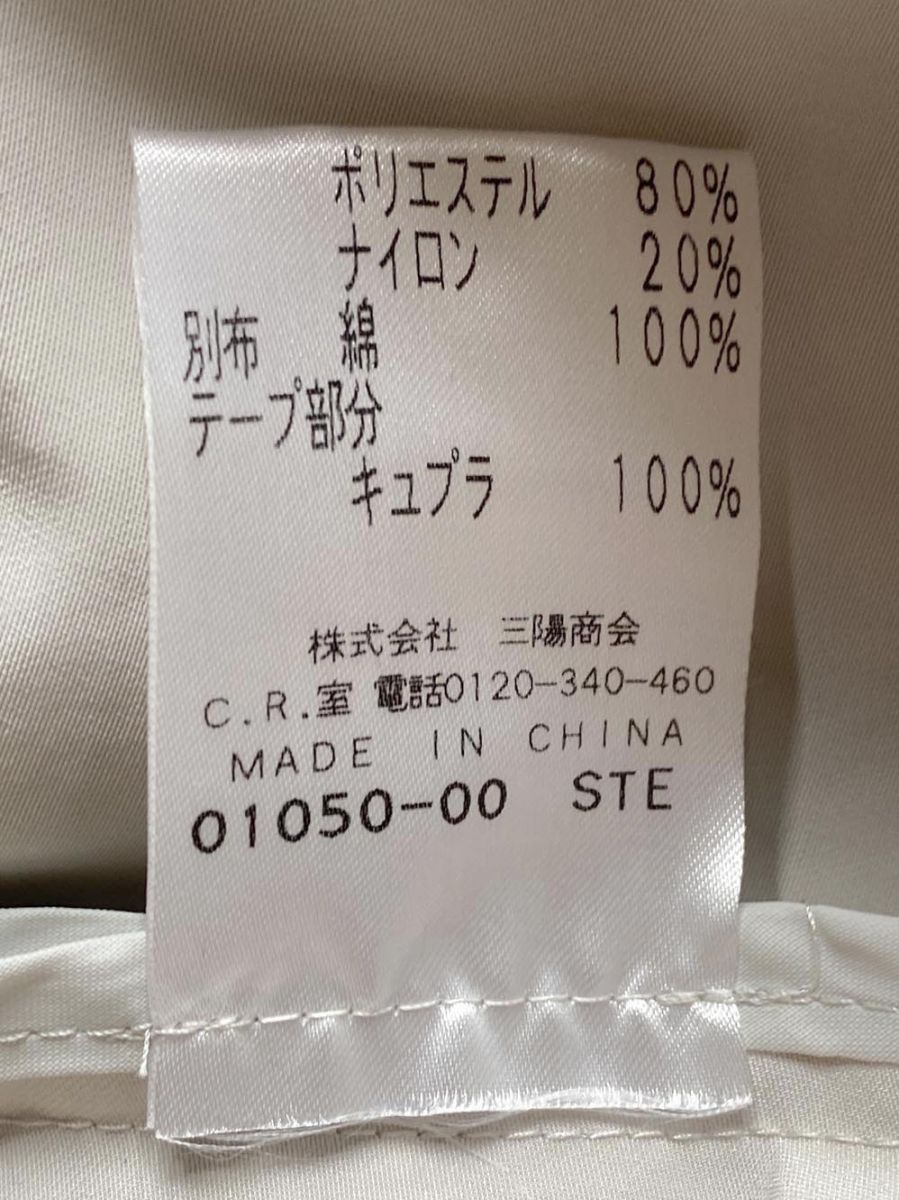 ポリエステル 80%
ナイロン 20%
別布 綿 100%
テープ部分
キュプラ 100%
株式会社 三陽商会
C.R.室 電話0120-340-460
MADE IN CHINA
01050-00 STE